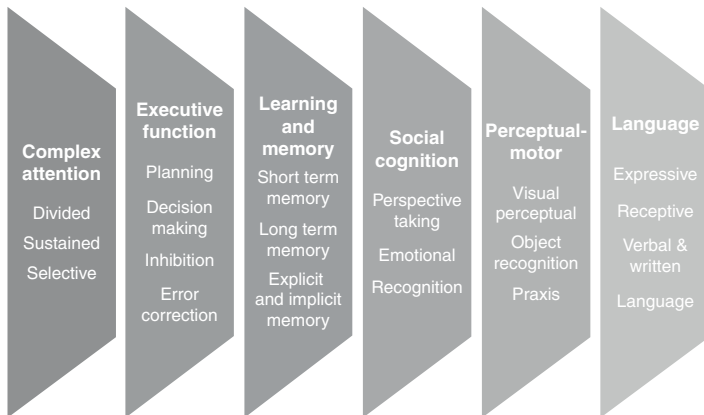 Complex
attention
Divided
Sustained
Selective
Executive
function
Planning
Decision
making
Inhibition
Error
correction
Learning
and
memory
Short term
memory
Long term
memory
Explicit
and implicit
memory
Social
cognition
Perspective
taking
Emotional
Recognition
Perceptual-
motor
Visual
perceptual
Object
recognition
Praxis
Language
Expressive
Receptive
Verbal &
written
Language